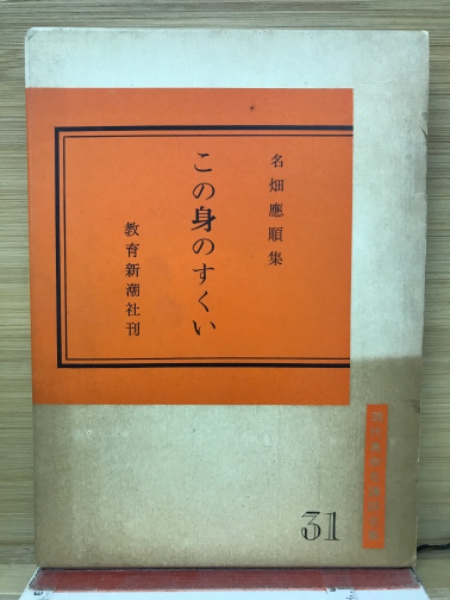 名畑應順集
この身のすくい
教育新潮社刊
31